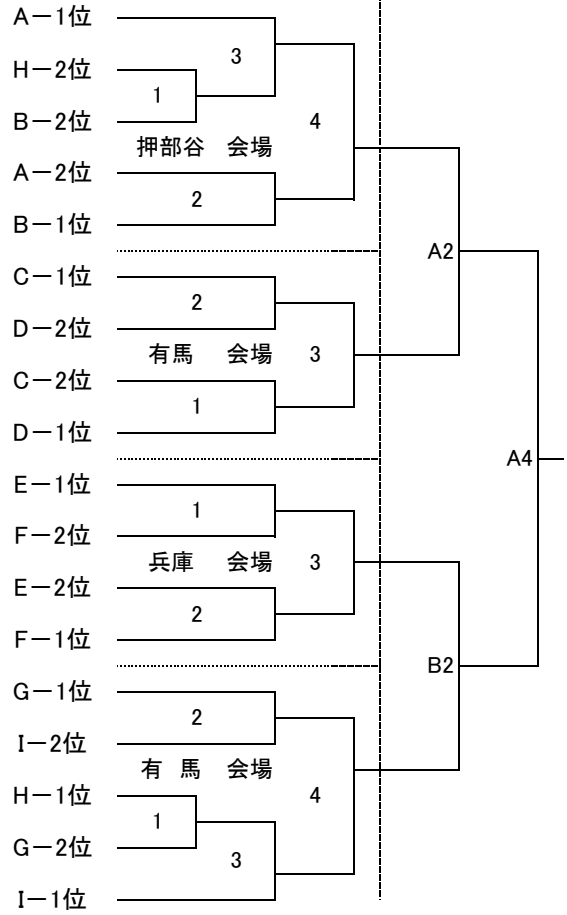 A－1位
3
H－2位
1
B－2位
4
押部谷　会場
A－2位
2
B－1位
A2
C－1位
2
D－2位
有馬　会場
3
C－2位
1
D－1位
A4
E－1位
1
F－2位
兵庫　会場
3
E－2位
2
F－1位
B2
G－1位
2
I－2位
有 馬　会場
H－1位
4
1
G－2位
3
I－1位